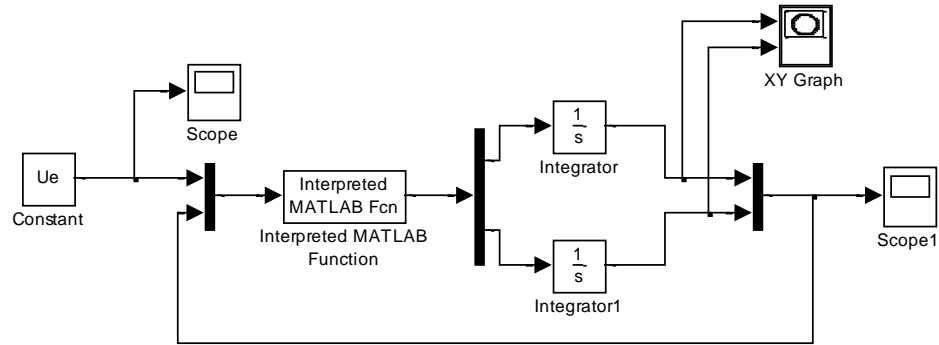 XY Graph
Scope
1
s
Integrator
Ue
Constant
Interpreted
MATLAB Fcn
Interpreted MATLAB
Function
1
s
Integrator1
Scope1